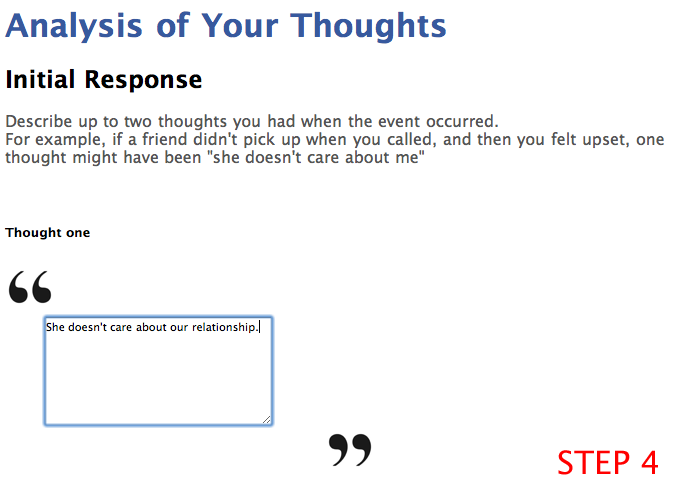 Analysis of Your Thoughts
Initial Response
Describe up to two thoughts you had when the event occurred.
For example, if a friend didn't pick up when you called, and then you felt upset, one
thought might have been "she doesn't care about me"
Thought one
“
She doesn't care about our relationship.
”
STEP 4